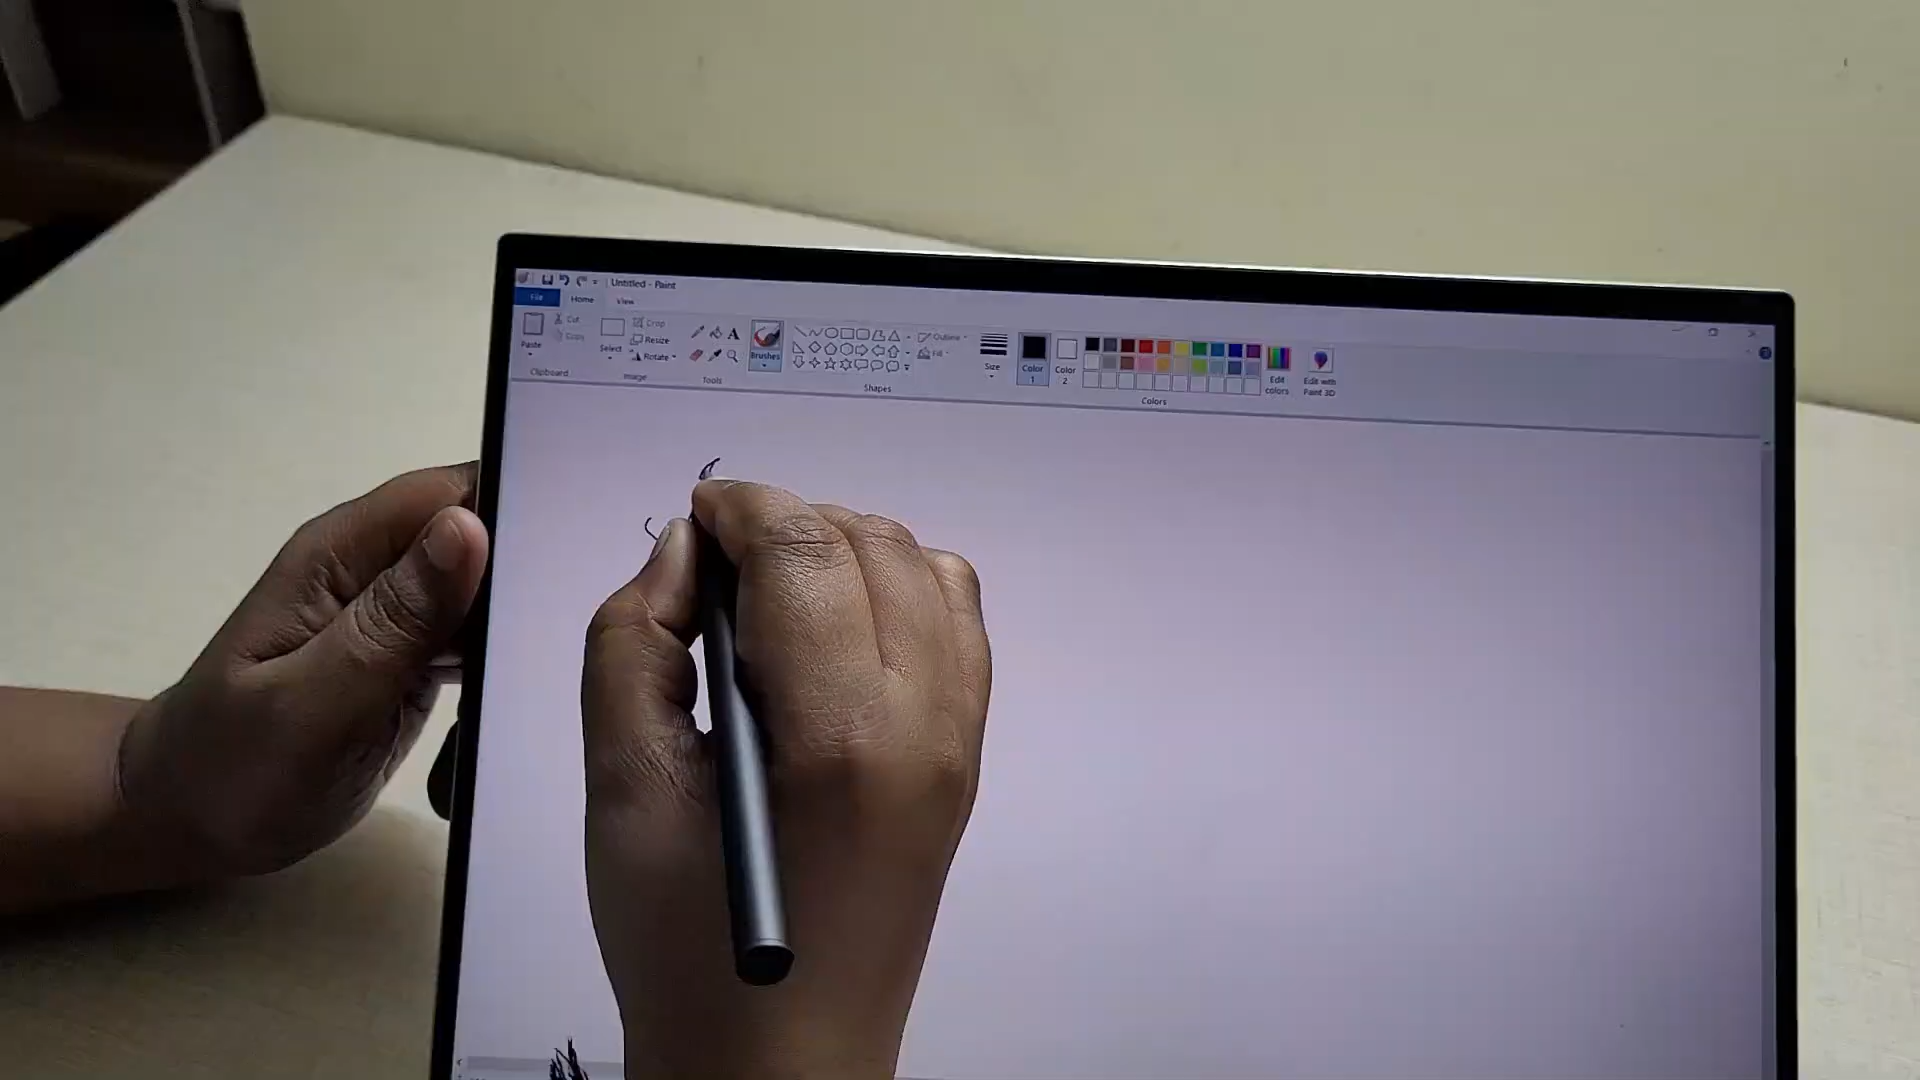 Untitled - Paint
File Home View
Cut
Copy
Paste
Clipboard
Crop
Resize
Rotate
Select
Image
A
Tools
Brushes
Outline
Fill
Shapes
Size
Color 1
Color 2
Colors
Edit colors
Edit with Paint 3D